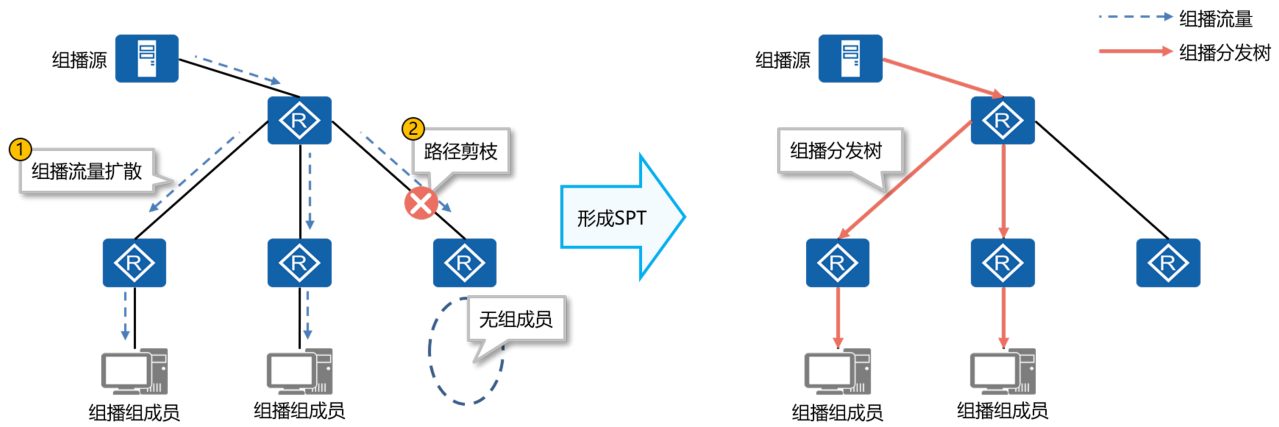 组播源
R
①
组播流量扩散
②
路径剪枝
R
R
R
无组成员
组播组成员
组播组成员
形成SPT
组播流量
组播分发树
组播源
R
组播分发树
R
R
R
组播组成员
组播组成员